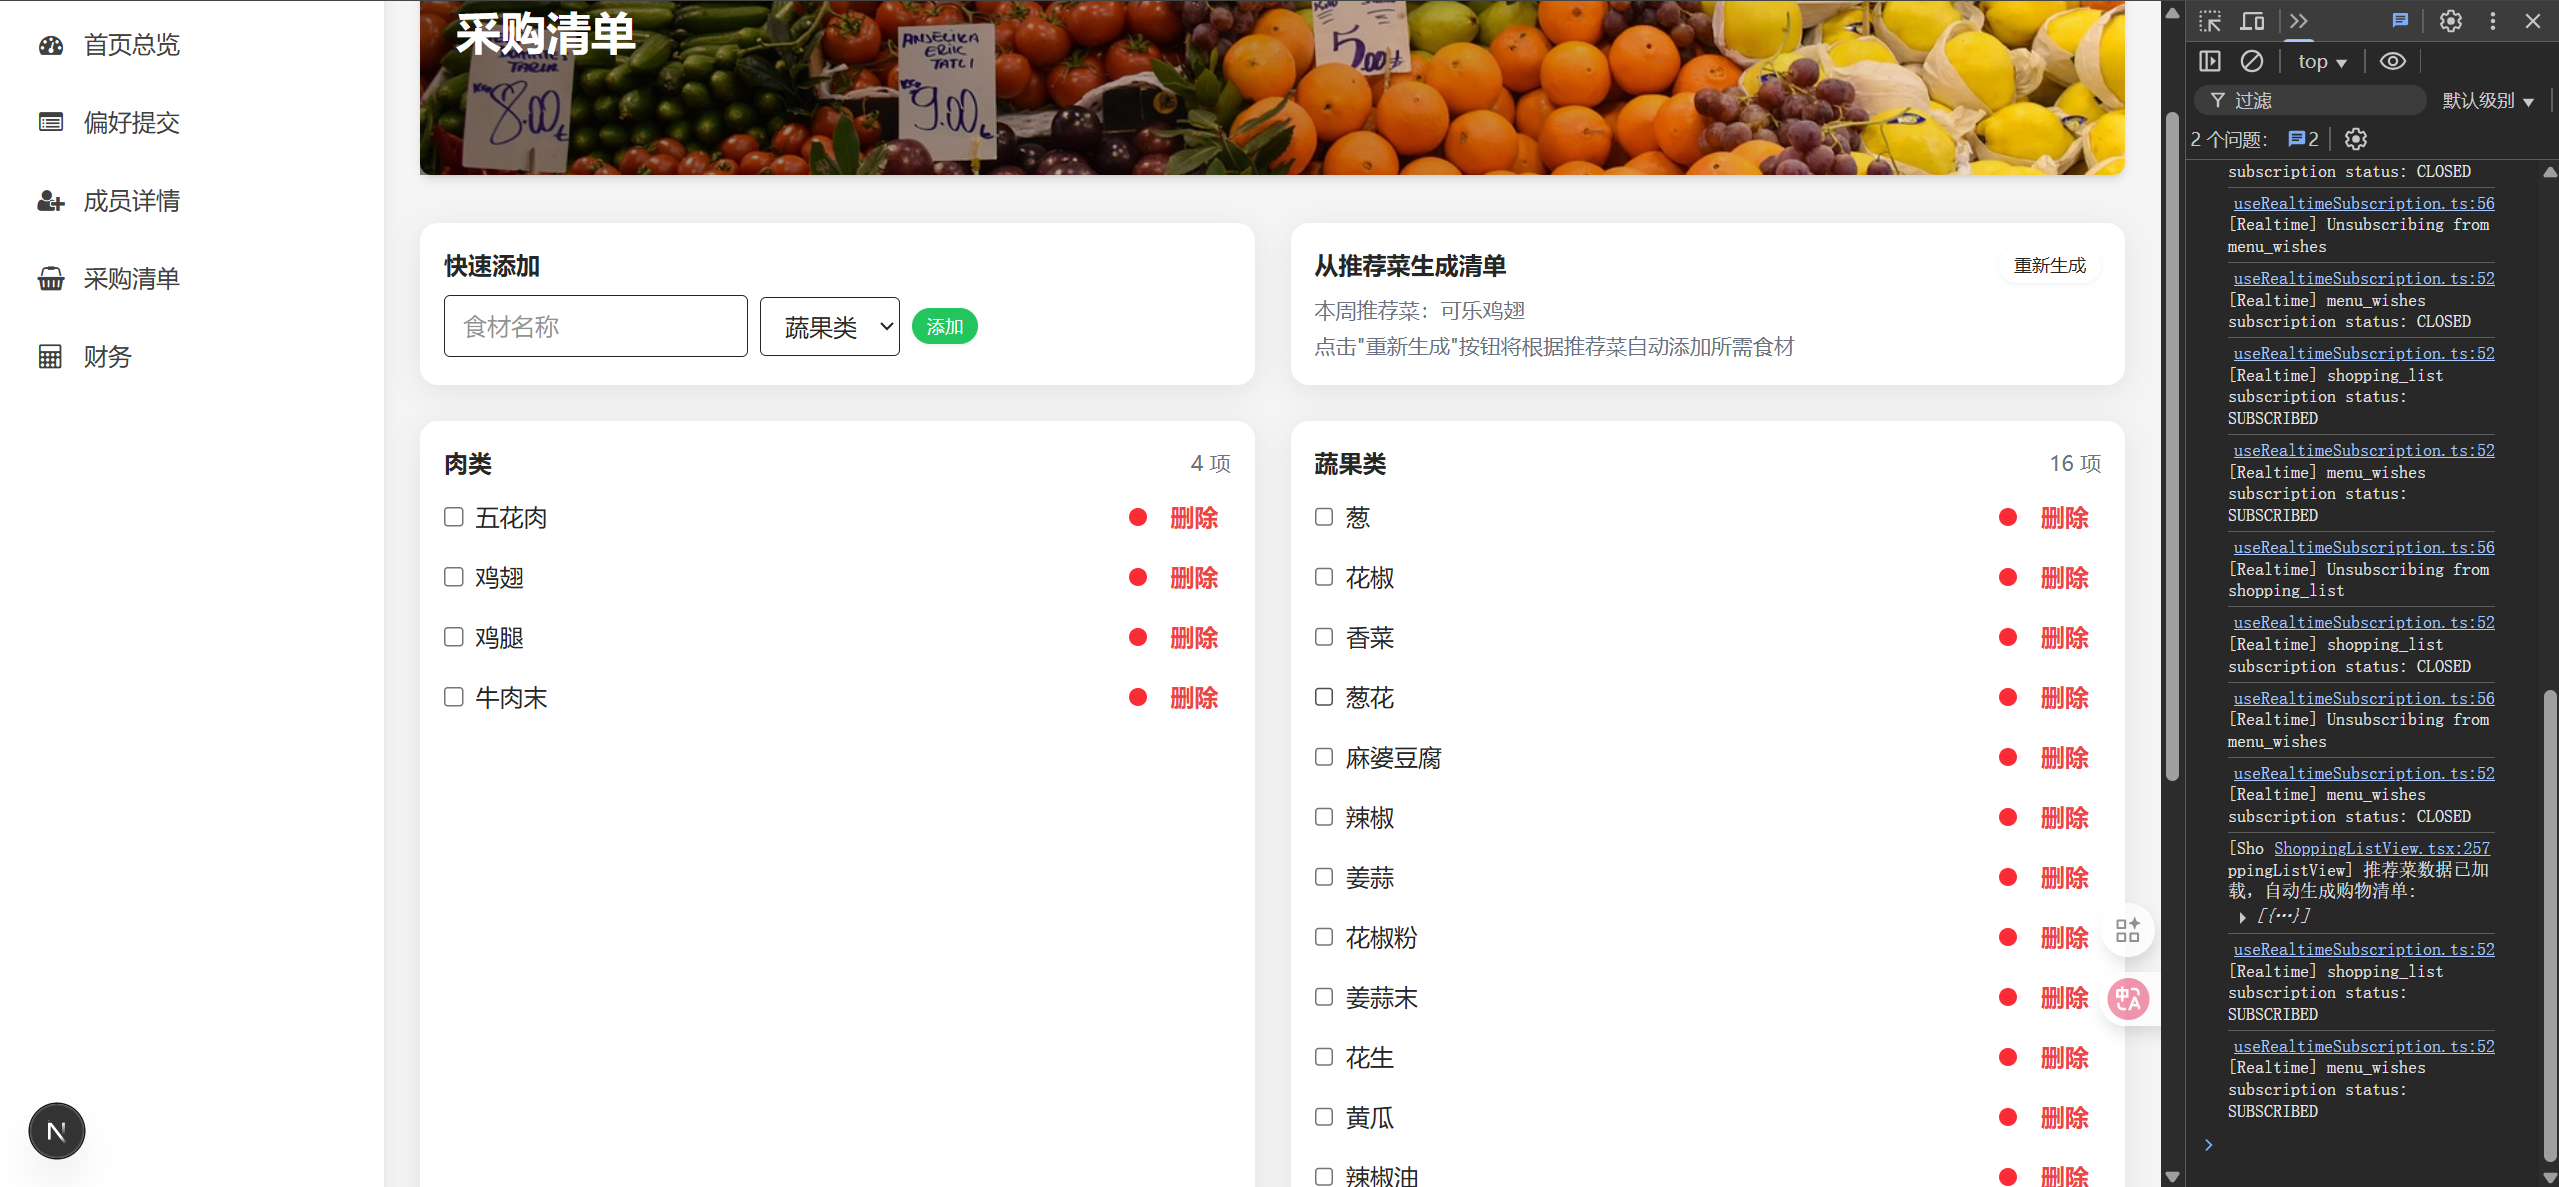 首页总览
偏好提交
成员详情
采购清单
财务
采购清单
DOMATES
TARLA
8.00
ANJELIKA
ERIK
TATLI
9.00
5.00
快速添加
食材名称
蔬果类
添加
从推荐菜生成清单
重新生成
本周推荐菜：可乐鸡翅
点击"重新生成"按钮将根据推荐菜自动添加所需食材
肉类
4 项
五花肉
删除
鸡翅
删除
鸡腿
删除
牛肉末
删除
蔬果类
16 项
葱
删除
花椒
删除
香菜
删除
葱花
删除
麻婆豆腐
删除
辣椒
删除
姜蒜
删除
花椒粉
删除
姜蒜末
删除
花生
删除
黄瓜
删除
辣椒油
删除
N
top
过滤
默认级别
2 个问题：
2
subscription status: CLOSED
useRealtimeSubscription.ts:56
[Realtime] Unsubscribing from
menu_wishes
useRealtimeSubscription.ts:52
[Realtime] menu_wishes
subscription status: CLOSED
useRealtimeSubscription.ts:52
[Realtime] shopping_list
subscription status:
SUBSCRIBED
useRealtimeSubscription.ts:52
[Realtime] menu_wishes
subscription status:
SUBSCRIBED
useRealtimeSubscription.ts:56
[Realtime] Unsubscribing from
shopping_list
useRealtimeSubscription.ts:52
[Realtime] shopping_list
subscription status: CLOSED
useRealtimeSubscription.ts:56
[Realtime] Unsubscribing from
menu_wishes
useRealtimeSubscription.ts:52
[Realtime] menu_wishes
subscription status: CLOSED
[Sho ShoppingListView.tsx:257
ppingListView] 推荐菜数据已加
载，自动生成购物清单:
[{…}]
useRealtimeSubscription.ts:52
[Realtime] shopping_list
subscription status:
SUBSCRIBED
useRealtimeSubscription.ts:52
[Realtime] menu_wishes
subscription status:
SUBSCRIBED